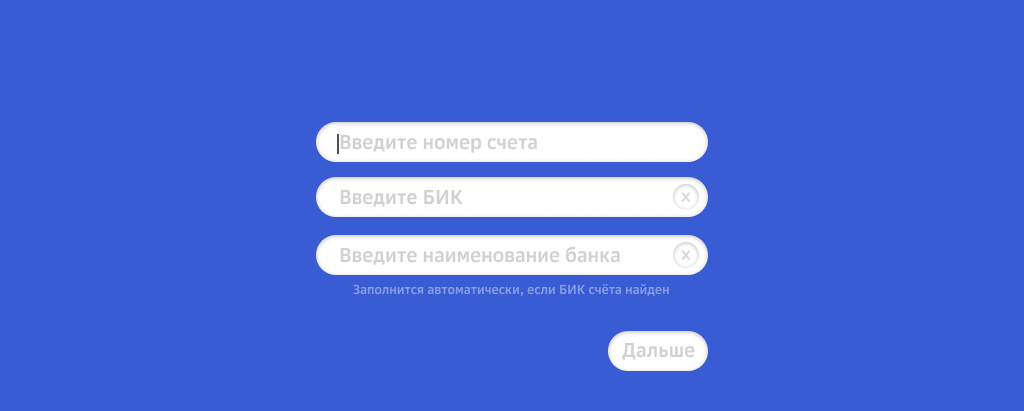 Введите номер счета
Введите БИК
Введите наименование банка
Заполнится автоматически, если БИК счёта найден
Дальше